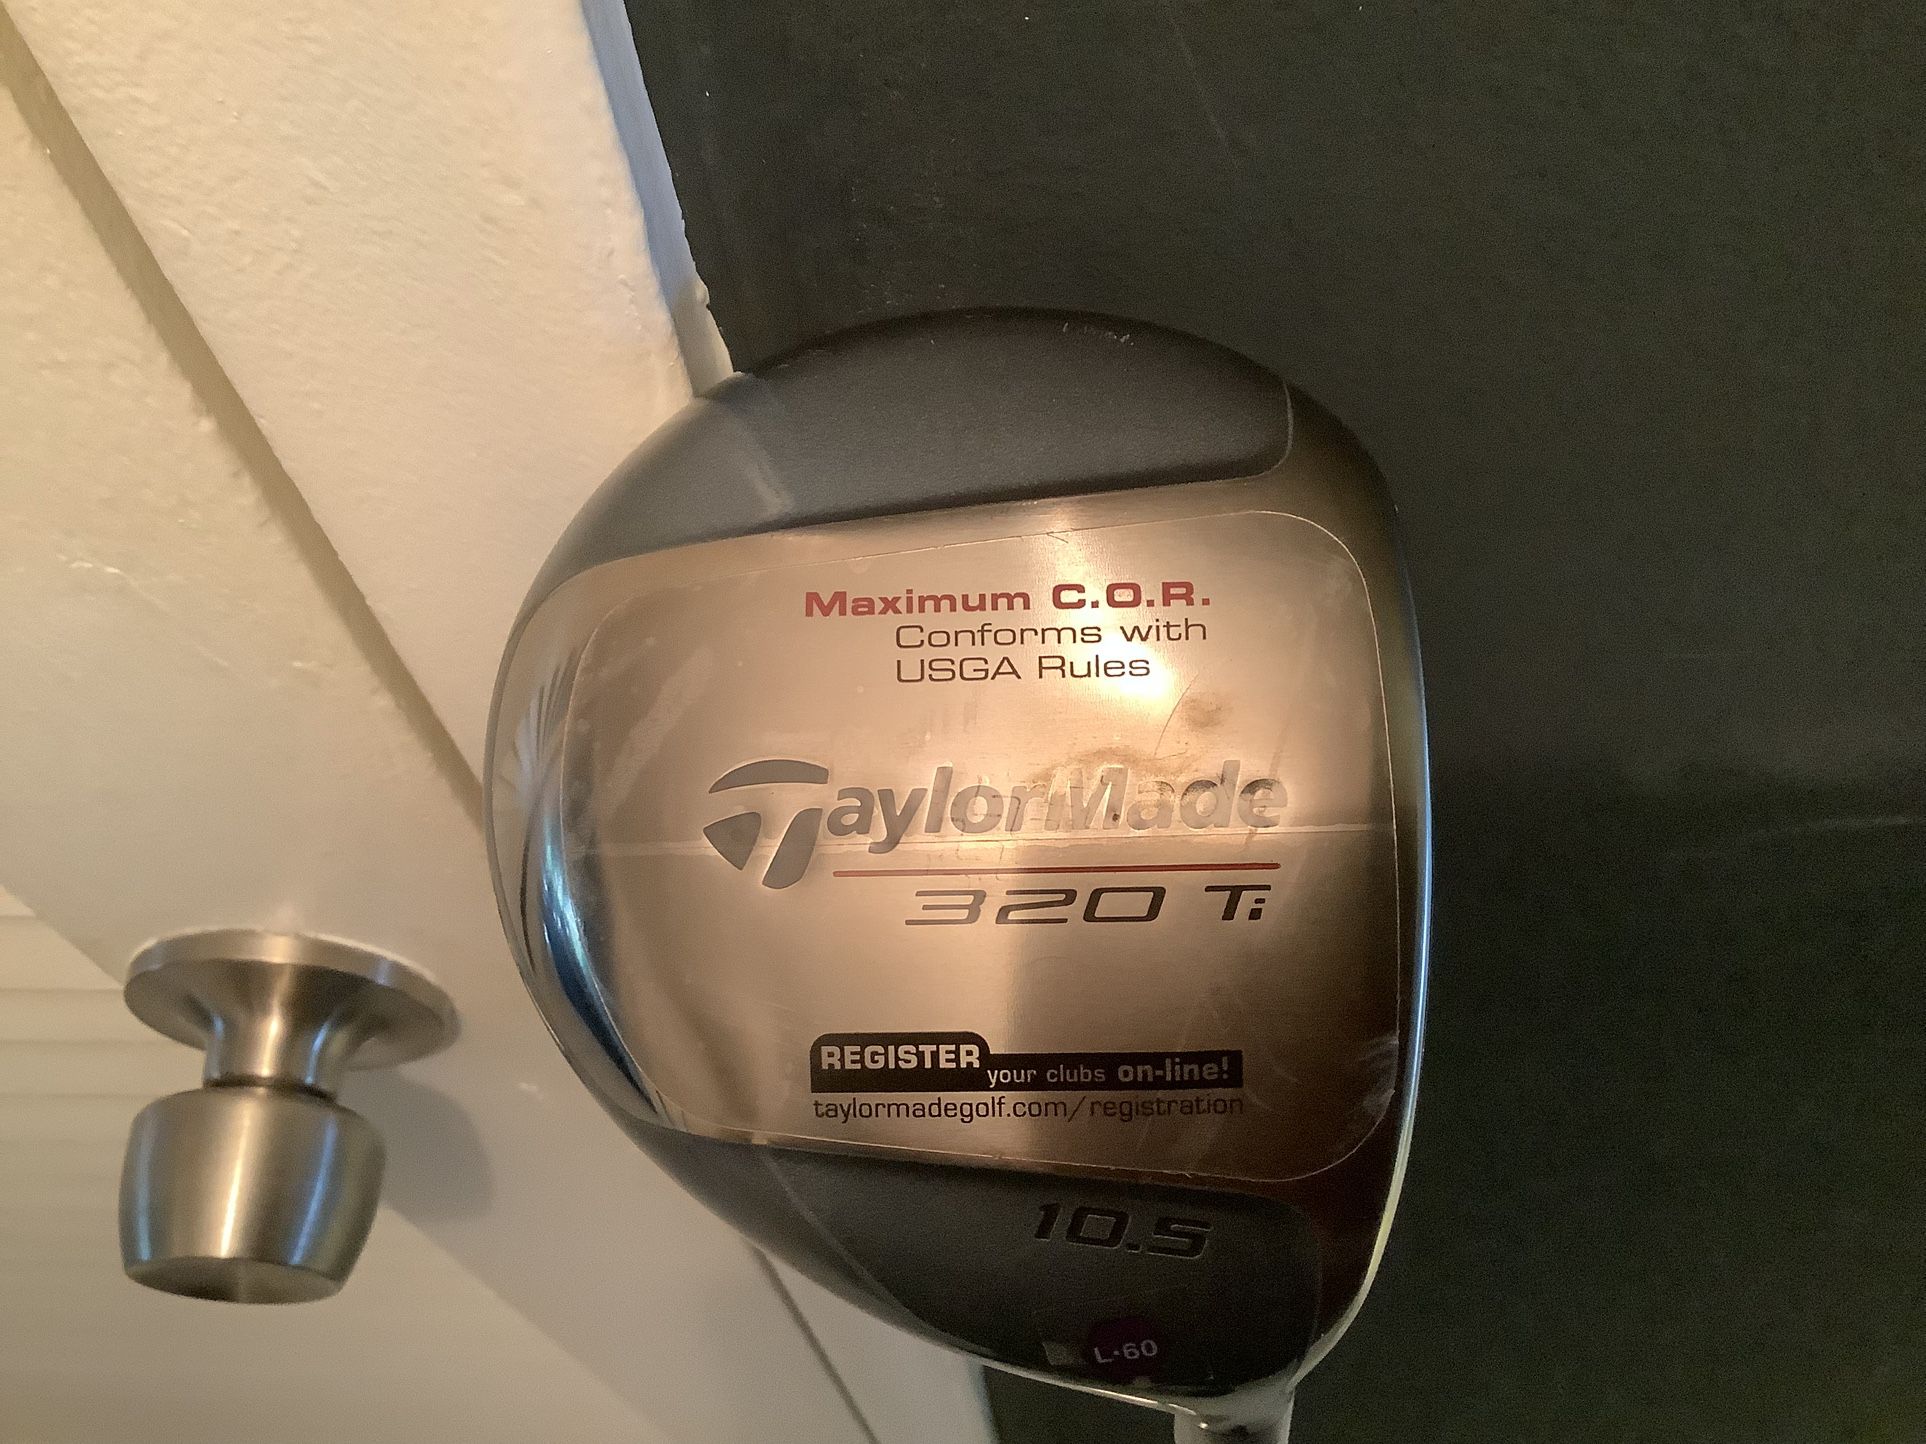 Maximum C.O.R.
Conforms with
USGA Rules
TaylorMade
320 Ti
REGISTER your clubs on-line!
taylormadegolf.com/registration
10.5
L·60